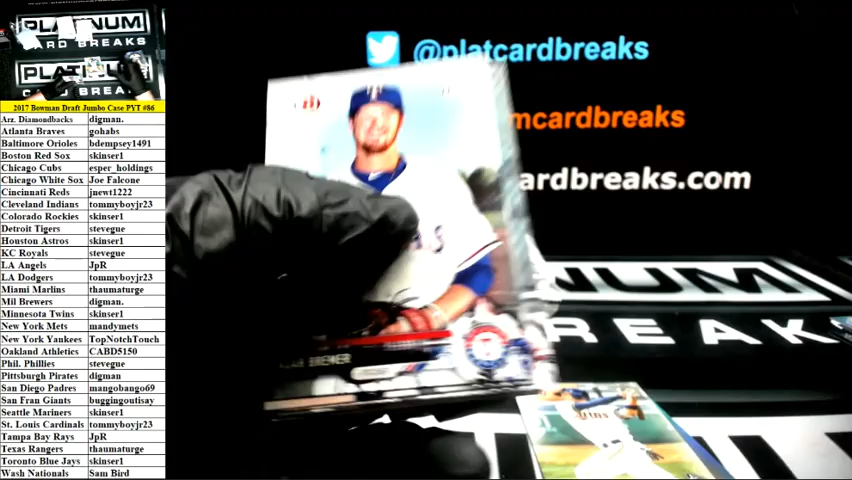 PLATINUM
CARD BREAKS
2017 Bowman Draft Jumbo Case PYT #86
Arz. Diamondbacks digman.
Atlanta Braves gohabs
Baltimore Orioles bdempsey1491
Boston Red Sox skinser1
Chicago Cubs esper_holdings
Chicago White Sox Joe Falcone
Cincinnati Reds jnewt1222
Cleveland Indians tommyboyjr23
Colorado Rockies skinser1
Detroit Tigers stevegue
Houston Astros skinser1
KC Royals stevegue
LA Angels JpR
LA Dodgers tommyboyjr23
Miami Marlins thaumaturge
Mil Brewers digman.
Minnesota Twins skinser1
New York Mets mandymets
New York Yankees TopNotchTouch
Oakland Athletics CABD5150
Phil. Phillies stevegue
Pittsburgh Pirates digman
San Diego Padres mangobango69
San Fran Giants buggingoutisay
Seattle Mariners skinser1
St. Louis Cardinals tommyboyjr23
Tampa Bay Rays JpR
Texas Rangers thaumaturge
Toronto Blue Jays skinser1
Wash Nationals Sam Bird
@platcardbreaks
mcardbreaks
ardbreaks.com
INUM
BREAK
BREMER